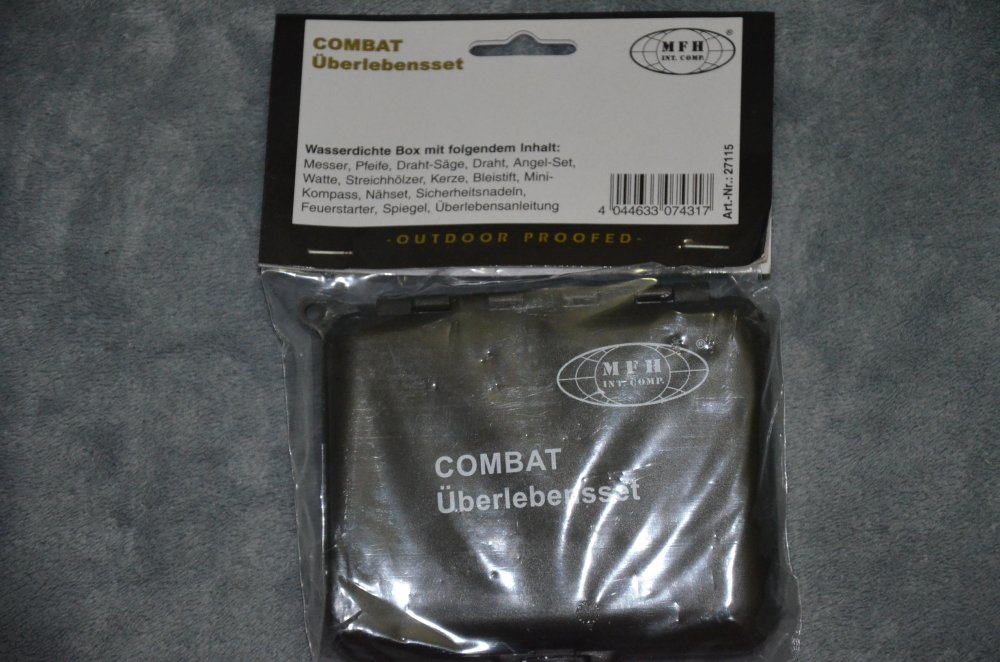 COMBAT
Überlebensset
MFH
INT. COMP.
®
Wasserdichte Box mit folgendem Inhalt:
Messer, Pfeife, Draht-Säge, Draht, Angel-Set,
Watte, Streichhölzer, Kerze, Bleistift, Mini-
Kompass, Nähset, Sicherheitsnadeln,
Feuerstarter, Spiegel, Überlebensanleitung
4 044633 074317
Art.-Nr.: 27115
-OUTDOOR PROOFED-
MFH
INT. COMP.
®
COMBAT
Überlebensset